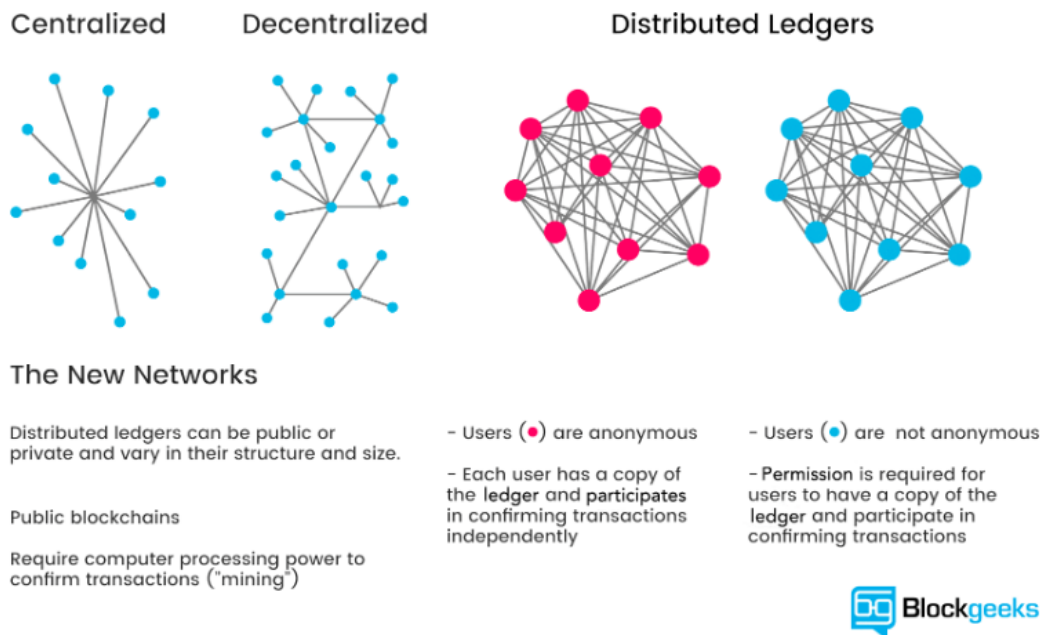 Centralized
Decentralized
Distributed Ledgers
The New Networks
Distributed ledgers can be public or
private and vary in their structure and size.
Public blockchains
Require computer processing power to
confirm transactions ("mining")
- Users (●) are anonymous
- Each user has a copy of
the ledger and participates
in confirming transactions
independently
- Users (●) are not anonymous
- Permission is required for
users to have a copy of the
ledger and participate in
confirming transactions
bg Blockgeeks